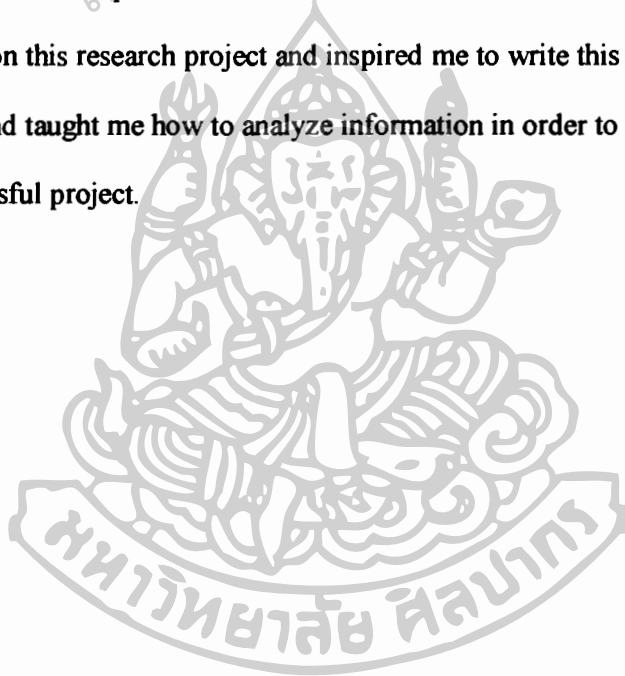 on this research project and inspired me to write this
nd taught me how to analyze information in order to
sful project.
มหาวิทยาลัย ศิลปากร